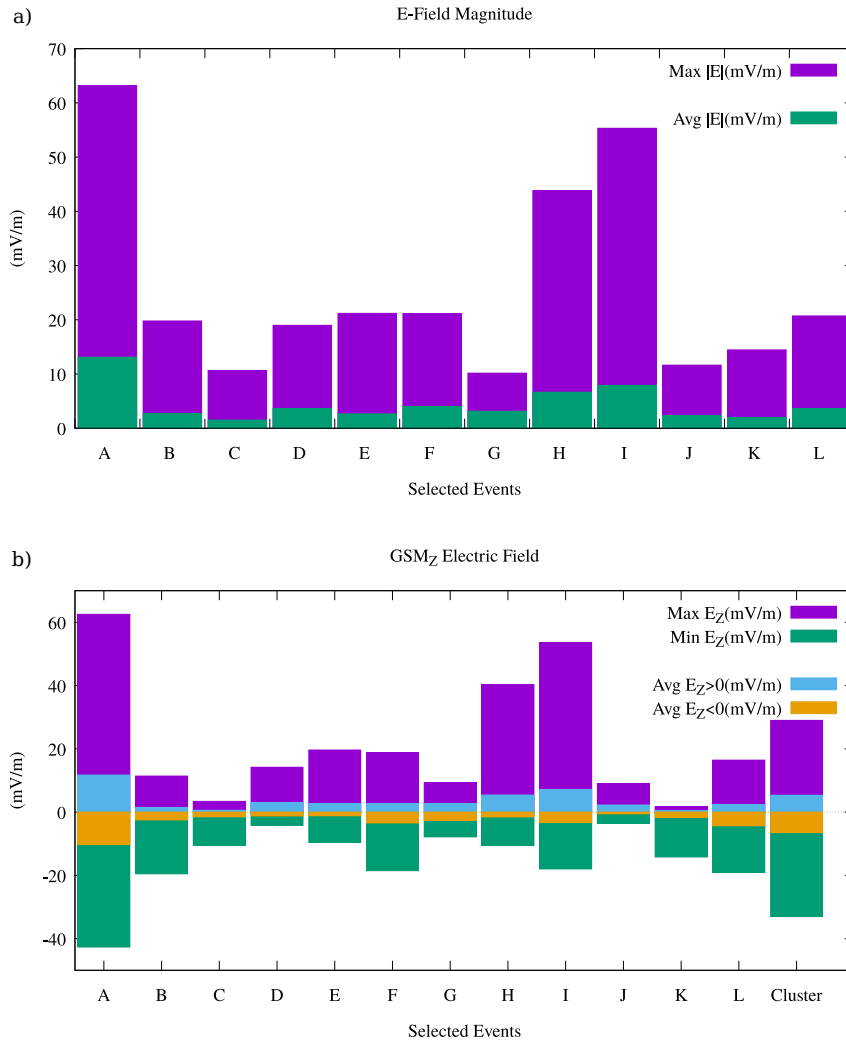 a)
E-Field Magnitude
70
60
50
40
30
20
10
0
(mV/m)
Max |E|(mV/m)
Avg |E|(mV/m)
A B C D E F G H I J K L
Selected Events
b)
GSM_Z Electric Field
60
40
20
0
-20
-40
(mV/m)
Max E_Z(mV/m)
Min E_Z(mV/m)
Avg E_Z>0(mV/m)
Avg E_Z<0(mV/m)
A B C D E F G H I J K L Cluster
Selected Events